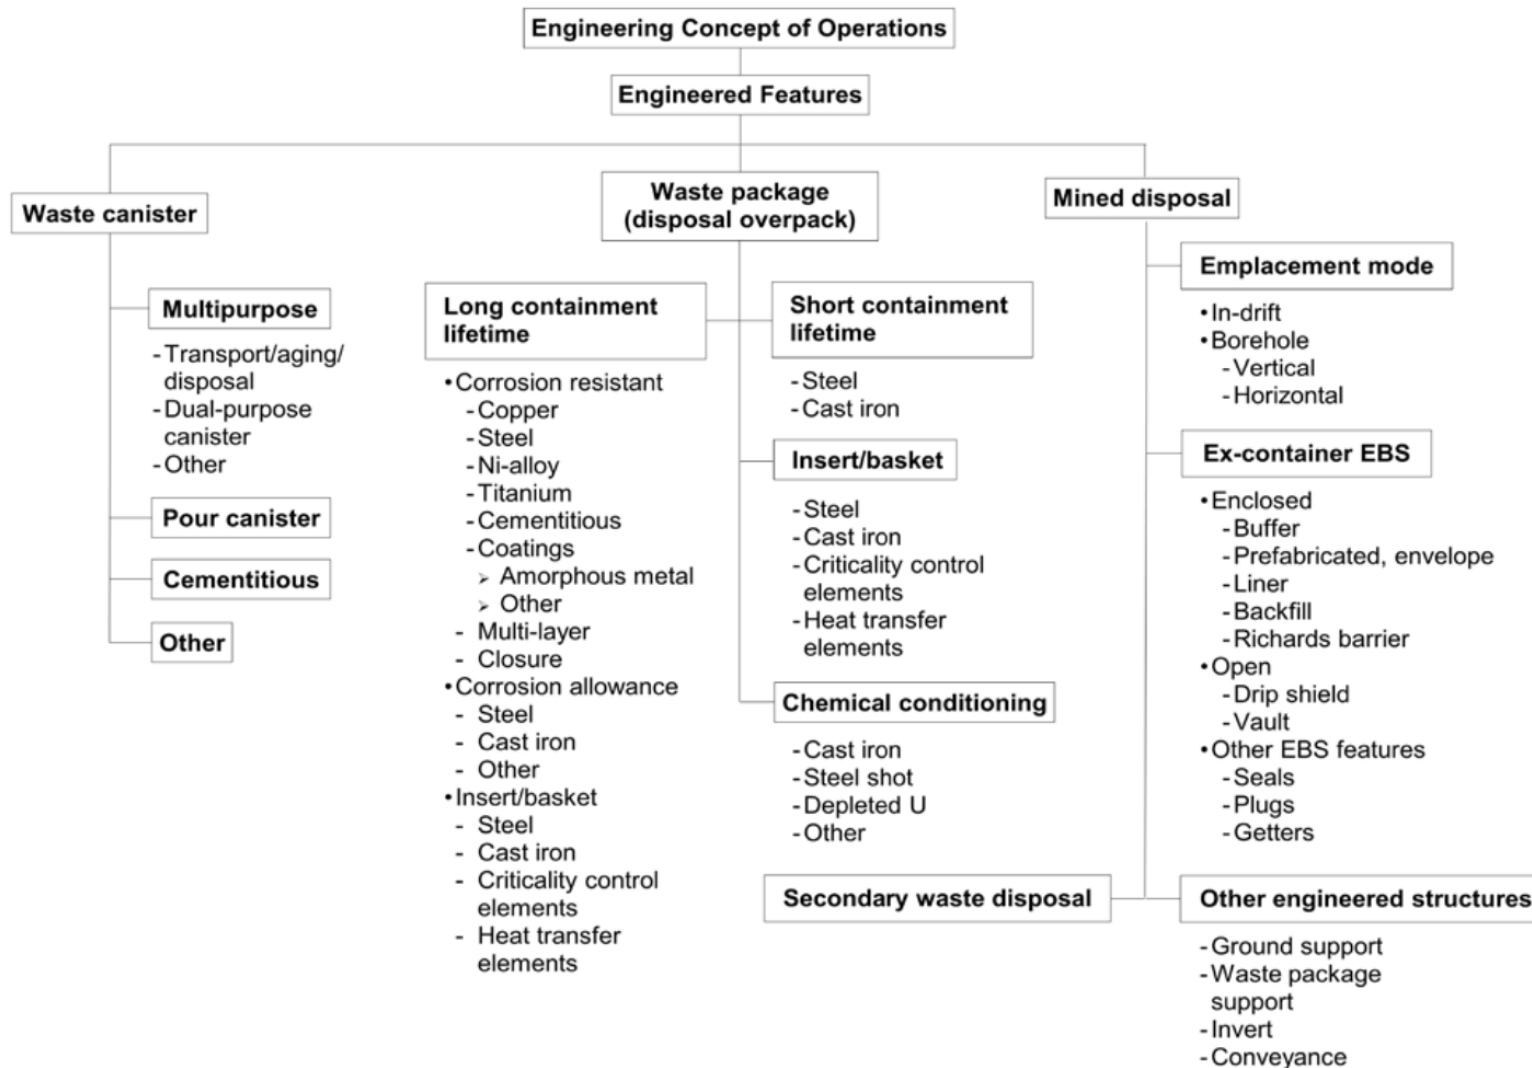 Engineering Concept of Operations
Engineered Features
Waste canister
Multipurpose
-Transport/aging/
disposal
-Dual-purpose
canister
-Other
Pour canister
Cementitious
Other
Waste package
(disposal overpack)
Long containment
lifetime
•Corrosion resistant
-Copper
-Steel
-Ni-alloy
-Titanium
-Cementitious
-Coatings
➢ Amorphous metal
➢ Other
- Multi-layer
- Closure
•Corrosion allowance
- Steel
- Cast iron
- Other
•Insert/basket
- Steel
- Cast iron
- Criticality control
elements
- Heat transfer
elements
Short containment
lifetime
-Steel
-Cast iron
Insert/basket
-Steel
-Cast iron
-Criticality control
elements
-Heat transfer
elements
Chemical conditioning
-Cast iron
-Steel shot
-Depleted U
-Other
Mined disposal
Emplacement mode
•In-drift
•Borehole
-Vertical
-Horizontal
Ex-container EBS
•Enclosed
-Buffer
-Prefabricated, envelope
-Liner
-Backfill
-Richards barrier
•Open
-Drip shield
-Vault
•Other EBS features
-Seals
-Plugs
-Getters
Secondary waste disposal
Other engineered structures
-Ground support
-Waste package
support
-Invert
-Conveyance